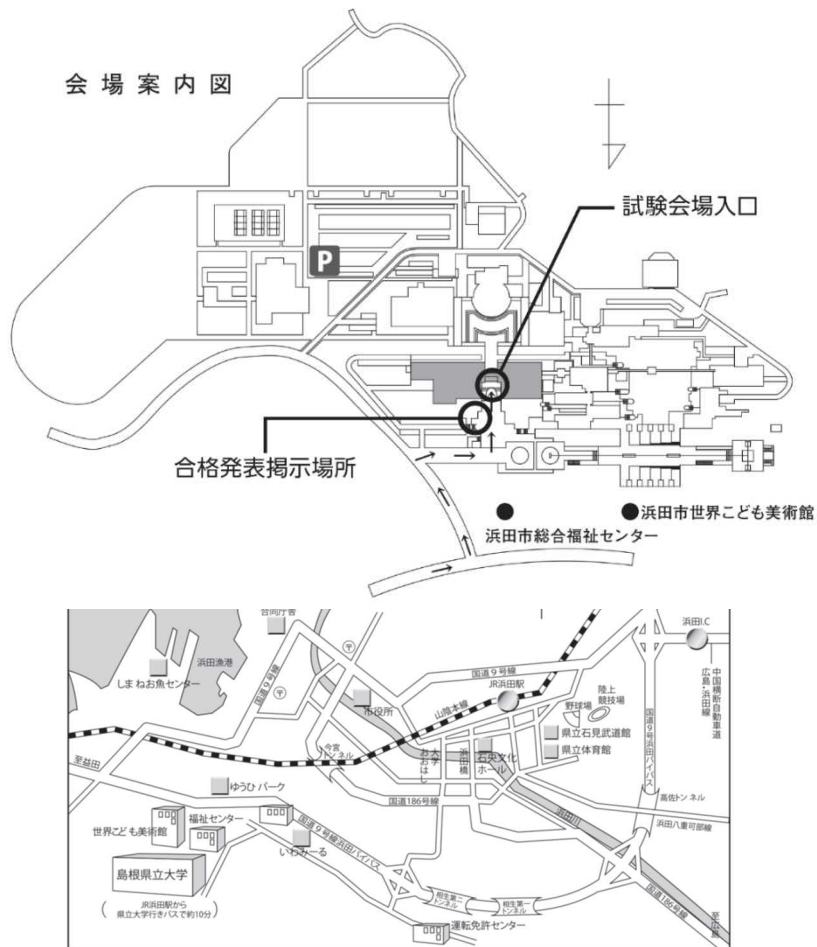 会場案内図
試験会場入口
P
合格発表掲示場所
浜田市世界こども美術館
浜田市総合福祉センター
合同庁舎
浜田I.C
浜田漁港
しまねお魚センター
国道9号線
国道9号線
JR浜田駅
陸上
競技場
野球場
中国横断自動車道
広島・浜田線
市役所
山陰本線
県立石見武道館
県立体育館
国道9号浜田バイパス
今宮
トンネル
大学
おおはし
浜田橋
石央文化
ホール
至益田
ゆうひパーク
国道186号線
浜田川
高佐トンネル
浜田八重可部線
世界こども美術館
福祉センター
国道9号線浜田バイパス
いわみーる
島根県立大学
JR浜田駅から
県立大学行きバスで約10分
相生第二
トンネル
相生第一
トンネル
国道186号線
至広島
運転免許センター